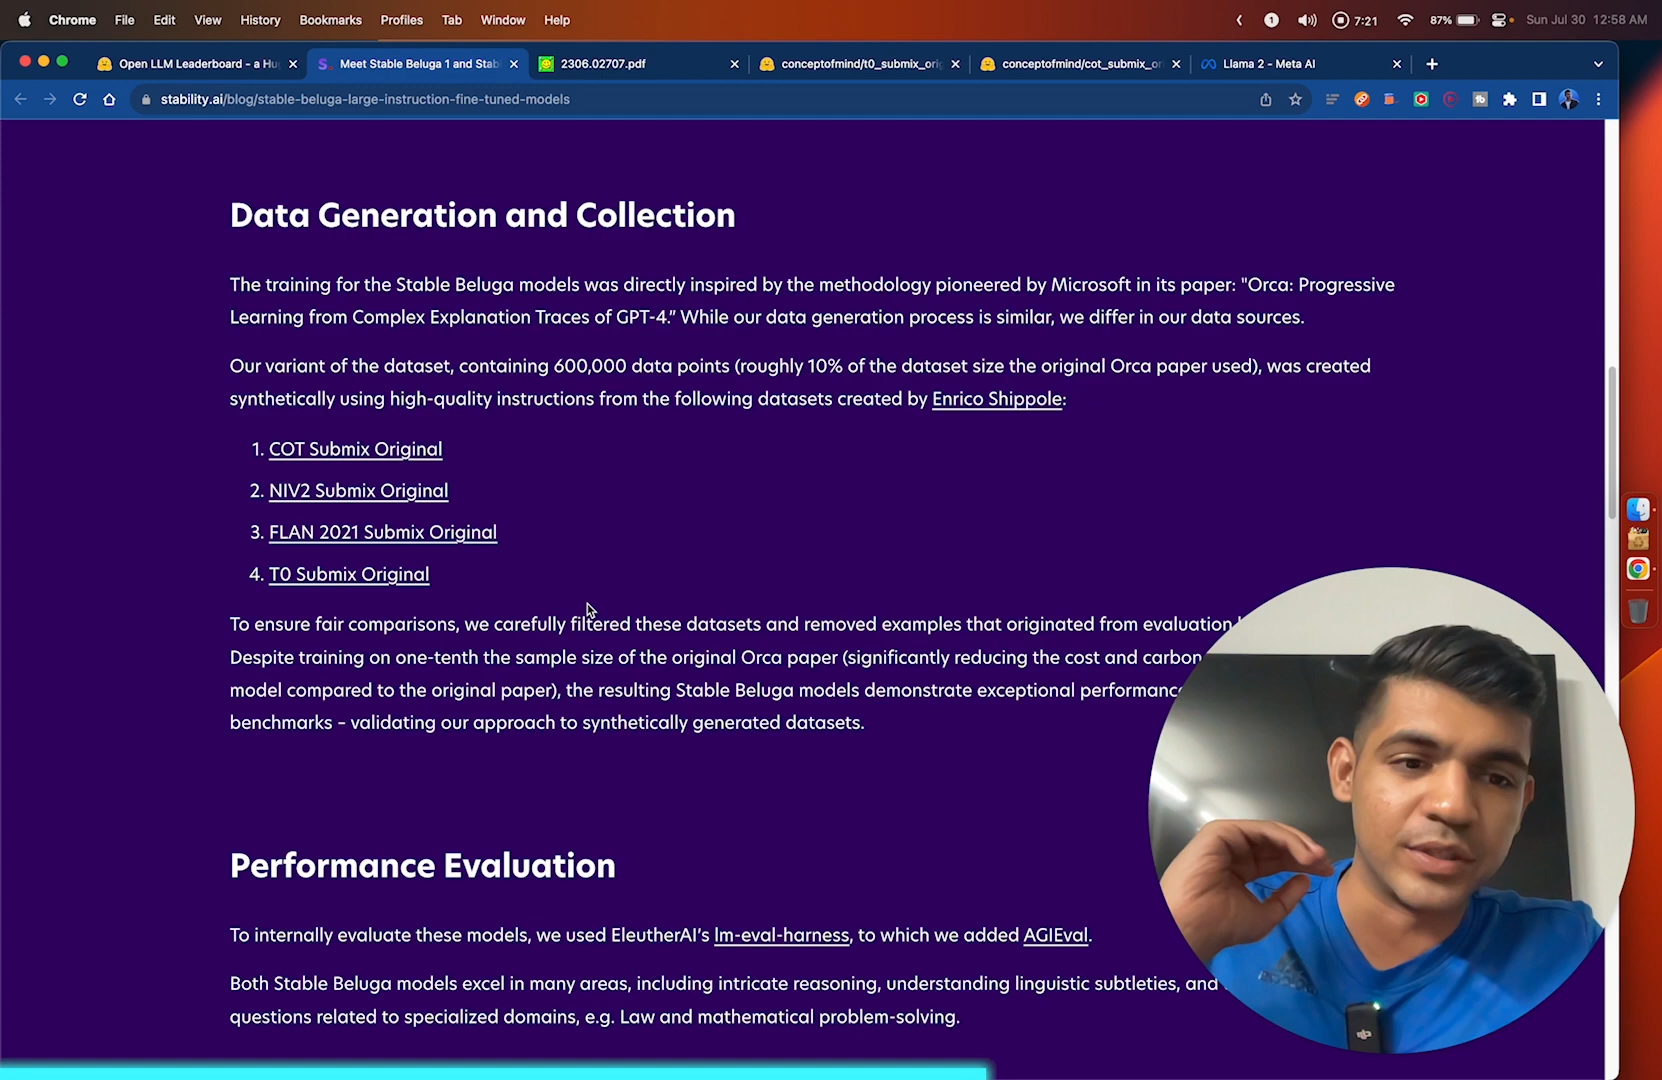 Chrome File Edit View History Bookmarks Profiles Tab Window Help 1 7:21 87% Sun Jul 30 12:58 AM
Open LLM Leaderboard - a Hu Meet Stable Beluga 1 and Stab 2306.02707.pdf conceptofmind/t0_submix_orig conceptofmind/cot_submix_or Llama 2 - Meta AI
stability.ai/blog/stable-beluga-large-instruction-fine-tuned-models
Data Generation and Collection
The training for the Stable Beluga models was directly inspired by the methodology pioneered by Microsoft in its paper: "Orca: Progressive
Learning from Complex Explanation Traces of GPT-4.” While our data generation process is similar, we differ in our data sources.
Our variant of the dataset, containing 600,000 data points (roughly 10% of the dataset size the original Orca paper used), was created
synthetically using high-quality instructions from the following datasets created by Enrico Shippole:
1. COT Submix Original
2. NIV2 Submix Original
3. FLAN 2021 Submix Original
4. T0 Submix Original
To ensure fair comparisons, we carefully filtered these datasets and removed examples that originated from evaluation
Despite training on one-tenth the sample size of the original Orca paper (significantly reducing the cost and carbon
model compared to the original paper), the resulting Stable Beluga models demonstrate exceptional performance
benchmarks – validating our approach to synthetically generated datasets.
Performance Evaluation
To internally evaluate these models, we used EleutherAI’s lm-eval-harness, to which we added AGIEval.
Both Stable Beluga models excel in many areas, including intricate reasoning, understanding linguistic subtleties, and
questions related to specialized domains, e.g. Law and mathematical problem-solving.